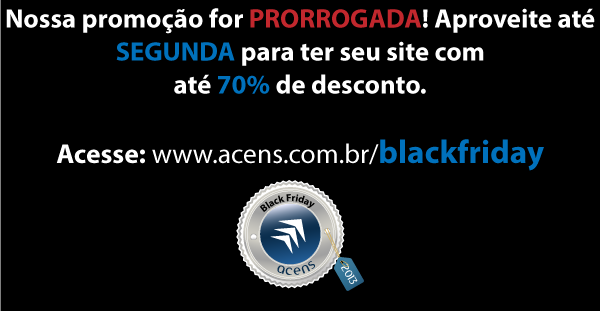 Nossa promoção for PRORROGADA! Aproveite até
SEGUNDA para ter seu site com
até 70% de desconto.
Acesse: www.acens.com.br/blackfriday
Black Friday
acens
2013